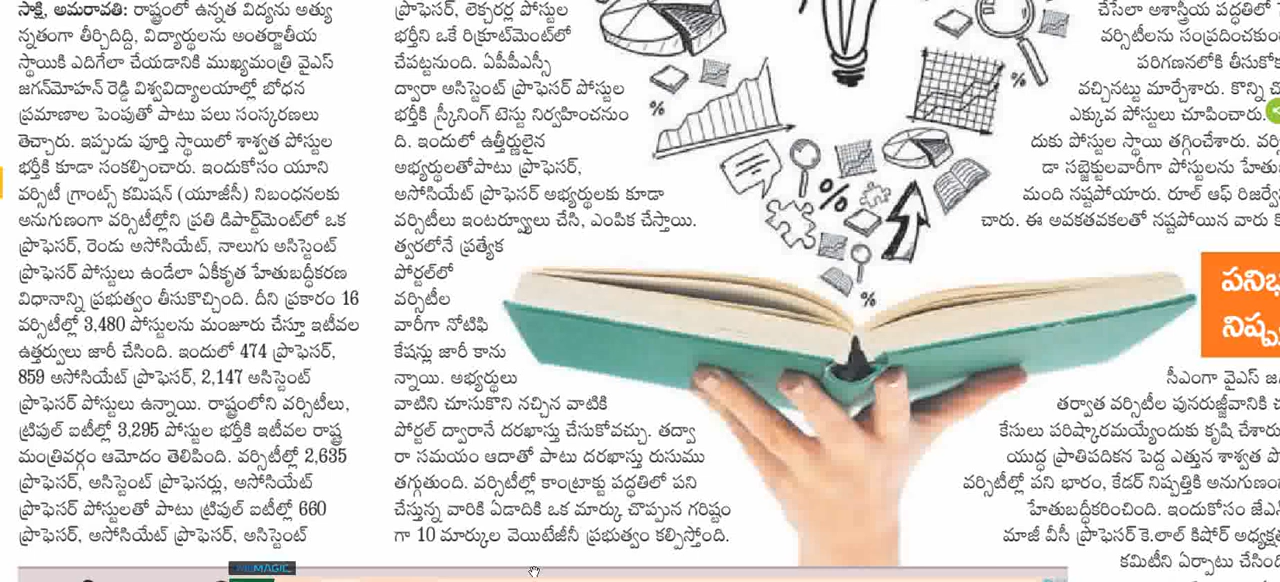 సాక్షి, అమరావతి: రాష్ట్రంలో ఉన్నత విద్యను అత్యు
న్నతంగా తీర్చిదిద్ది, విద్యార్థులను అంతర్జాతీయ
స్థాయికి ఎదిగేలా చేయడానికి ముఖ్యమంత్రి వైఎస్
జగన్‌మోహన్ రెడ్డి విశ్వవిద్యాలయాల్లో బోధన
ప్రమాణాల పెంపుతో పాటు పలు సంస్కరణలు
తెచ్చారు. ఇప్పుడు పూర్తి స్థాయిలో శాశ్వత పోస్టుల
భర్తీకి కూడా సంకల్పించారు. ఇందుకోసం యూని
వర్సిటీ గ్రాంట్స్ కమిషన్ (యూజీసీ) నిబంధనలకు
అనుగుణంగా వర్సిటీల్లోని ప్రతి డిపార్ట్‌మెంట్‌లో ఒక
ప్రొఫెసర్, రెండు అసోసియేట్, నాలుగు అసిస్టెంట్
ప్రొఫెసర్ పోస్టులు ఉండేలా ఏకీకృత హేతుబద్ధీకరణ
విధానాన్ని ప్రభుత్వం తీసుకొచ్చింది. దీని ప్రకారం 16
వర్సిటీల్లో 3,480 పోస్టులను మంజూరు చేస్తూ ఇటీవల
ఉత్తర్వులు జారీ చేసింది. ఇందులో 474 ప్రొఫెసర్,
859 అసోసియేట్ ప్రొఫెసర్, 2,147 అసిస్టెంట్
ప్రొఫెసర్ పోస్టులు ఉన్నాయి. రాష్ట్రంలోని వర్సిటీలు,
ట్రిపుల్ ఐటీల్లో 3,295 పోస్టుల భర్తీకి ఇటీవల రాష్ట్ర
మంత్రివర్గం ఆమోదం తెలిపింది. వర్సిటీల్లో 2,635
ప్రొఫెసర్, అసిస్టెంట్ ప్రొఫెసర్లు, అసోసియేట్
ప్రొఫెసర్ పోస్టులతో పాటు ట్రిపుల్ ఐటీల్లో 660
ప్రొఫెసర్, అసోసియేట్ ప్రొఫెసర్, అసిస్టెంట్
ప్రొఫెసర్, లెక్చరర్ల పోస్టుల
భర్తీని ఒకే రిక్రూట్‌మెంట్‌లో
చేపట్టనుంది. ఏపీపీఎస్సీ
ద్వారా అసిస్టెంట్ ప్రొఫెసర్ పోస్టుల
భర్తీకి స్క్రీనింగ్ టెస్టు నిర్వహించనుం
ది. ఇందులో ఉత్తీర్ణులైన
అభ్యర్థులతోపాటు ప్రొఫెసర్,
అసోసియేట్ ప్రొఫెసర్ అభ్యర్థులకు కూడా
వర్సిటీలు ఇంటర్వ్యూలు చేసి, ఎంపిక చేస్తాయి.
త్వరలోనే ప్రత్యేక
పోర్టల్‌లో
వర్సిటీల
వారీగా నోటిఫి
కేషన్లు జారీ కాను
న్నాయి. అభ్యర్థులు
వాటిని చూసుకొని నచ్చిన వాటికి
పోర్టల్ ద్వారానే దరఖాస్తు చేసుకోవచ్చు. తద్వా
రా సమయం ఆదాతో పాటు దరఖాస్తు రుసుము
తగ్గుతుంది. వర్సిటీల్లో కాంట్రాక్టు పద్ధతిలో పని
చేస్తున్న వారికి ఏడాదికి ఒక మార్కు చొప్పున గరిష్టం
గా 10 మార్కుల వెయిటేజీనీ ప్రభుత్వం కల్పిస్తోంది.
% % % %
చేసేలా అశాస్త్రీయ పద్ధతిలో
వర్సిటీలను సంప్రదించకుం
పరిగణనలోకి తీసుకో
వచ్చినట్టు మార్చేశారు. కొన్ని
ఎక్కువ పోస్టులు చూపించారు.
దుకు పోస్టుల స్థాయి తగ్గించేశారు.
డా సబ్జెక్టులవారీగా పోస్టులను
మంది నష్టపోయారు. రూల్ ఆఫ్
చారు. ఈ అవకతవకలతో నష్టపోయిన వారు
సీఎంగా వైఎస్
తర్వాత వర్సిటీల పునరుజ్జీవానికి
కేసులు పరిష్కారమయ్యేందుకు కృషి
యుద్ధ ప్రాతిపదికన పెద్ద ఎత్తున శాశ్వత
వర్సిటీల్లో పని భారం, కేడర్ నిష్పత్తికి
హేతుబద్ధీకరించింది. ఇందుకోసం
మాజీ వీసీ ప్రొఫెసర్ కె.లాల్ కిషోర్
కమిటీని ఏర్పాటు